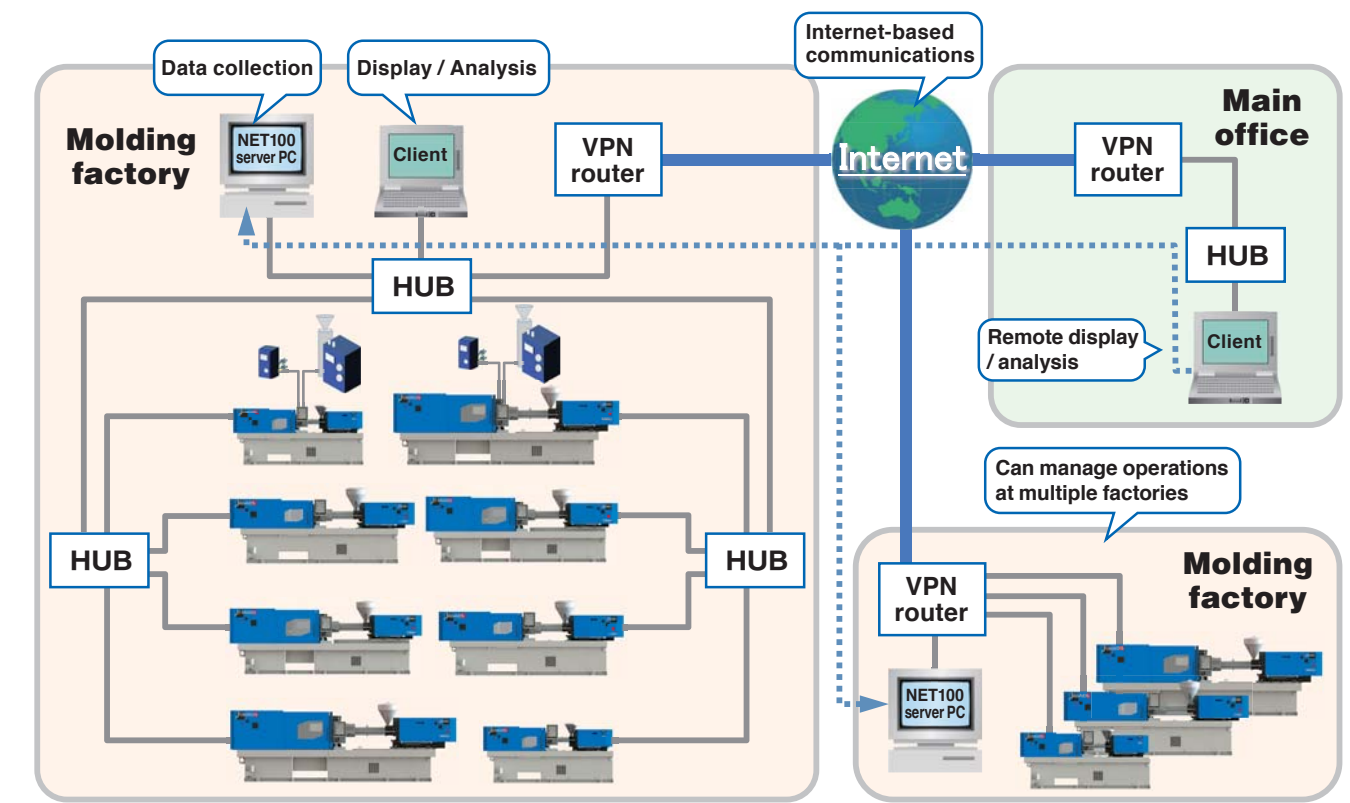 Data collection
Display / Analysis
Internet-based
communications
Molding
factory
NET100
server PC
Client
VPN
router
Internet
VPN
router
Main
office
HUB
HUB
Remote display
/ analysis
Client
Can manage operations
at multiple factories
HUB
HUB
VPN
router
Molding
factory
NET100
server PC